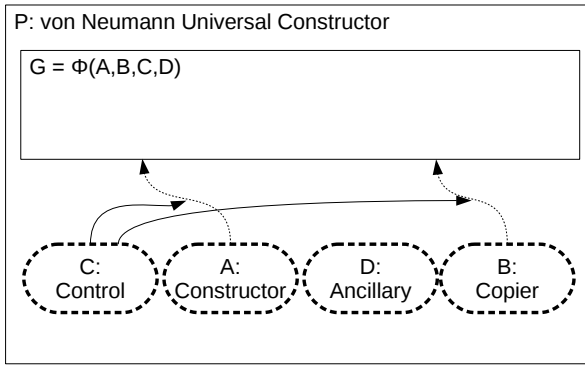 P: von Neumann Universal Constructor
G = Φ(A,B,C,D)
C:
Control
A:
Constructor
D:
Ancillary
B:
Copier